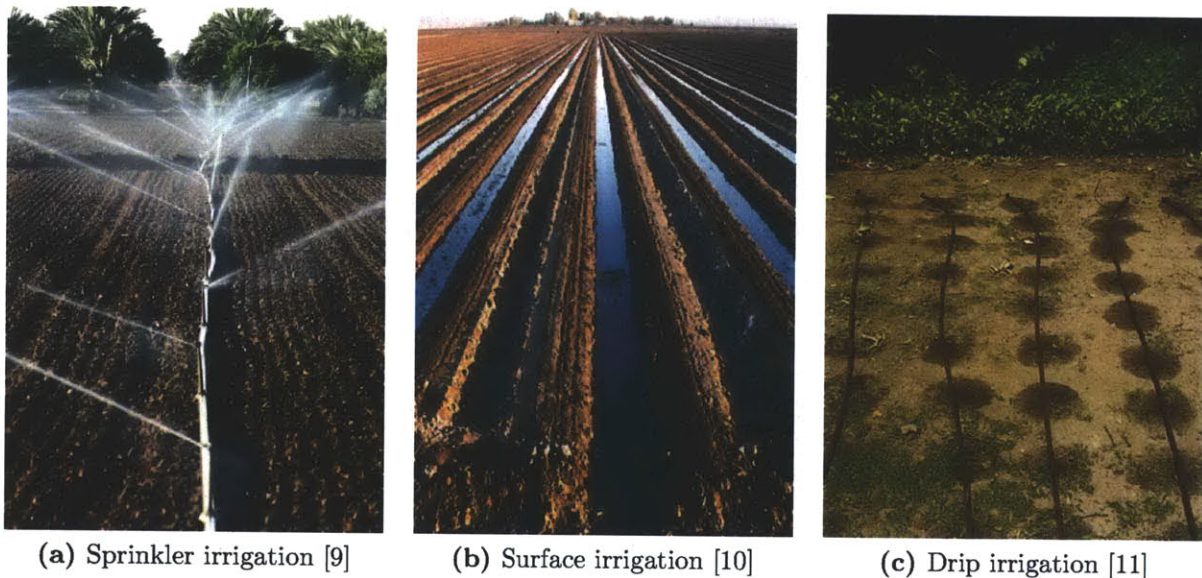 (a) Sprinkler irrigation [9]
(b) Surface irrigation [10]
(c) Drip irrigation [11]